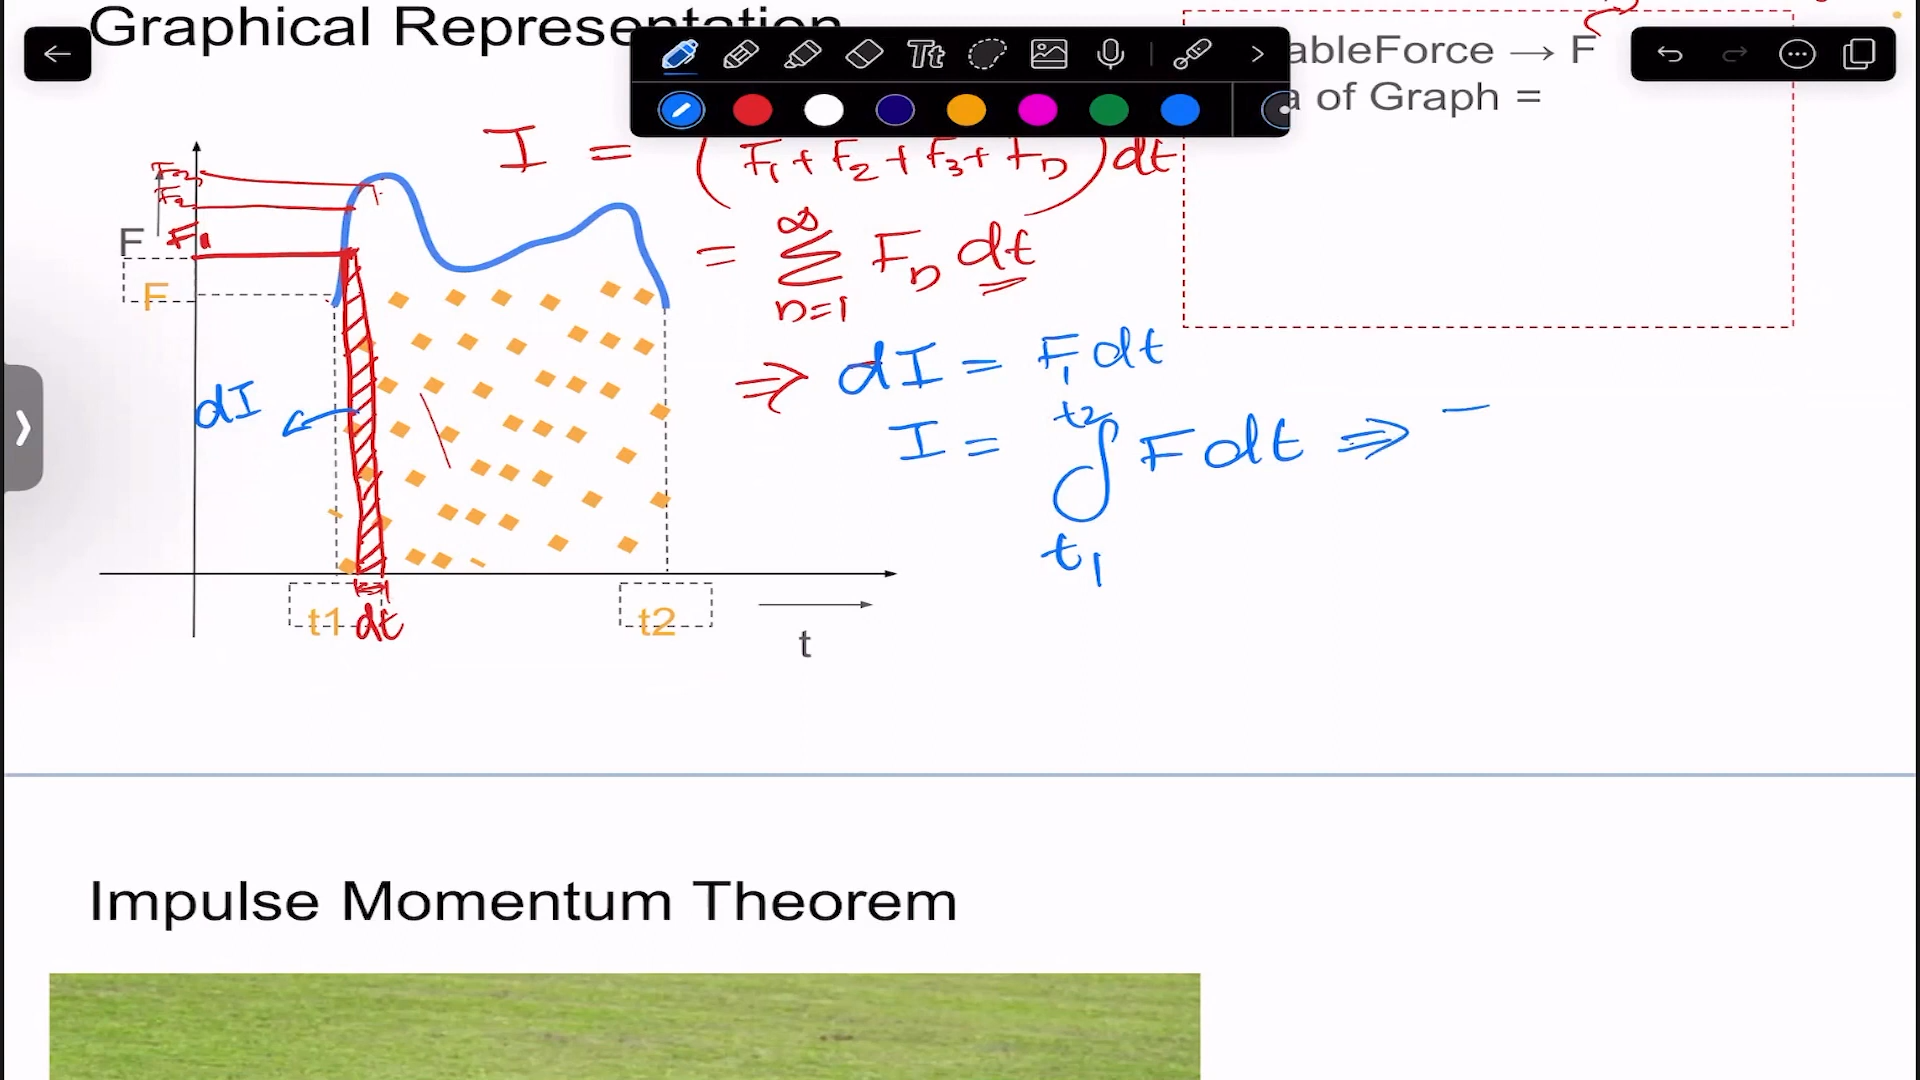 Graphical Representation
ableForce → F
a of Graph =
Tt
I = (F₁ + F₂ + F₃ + Fn) dt
F₃
F₂
F₁
F
F
= ∞ Σ n=1 Fn dt
⇒ dI = F₁ dt
dI
I = ∫ t₁ t₂ F dt ⇒
t1
dt
t2
t
Impulse Momentum Theorem